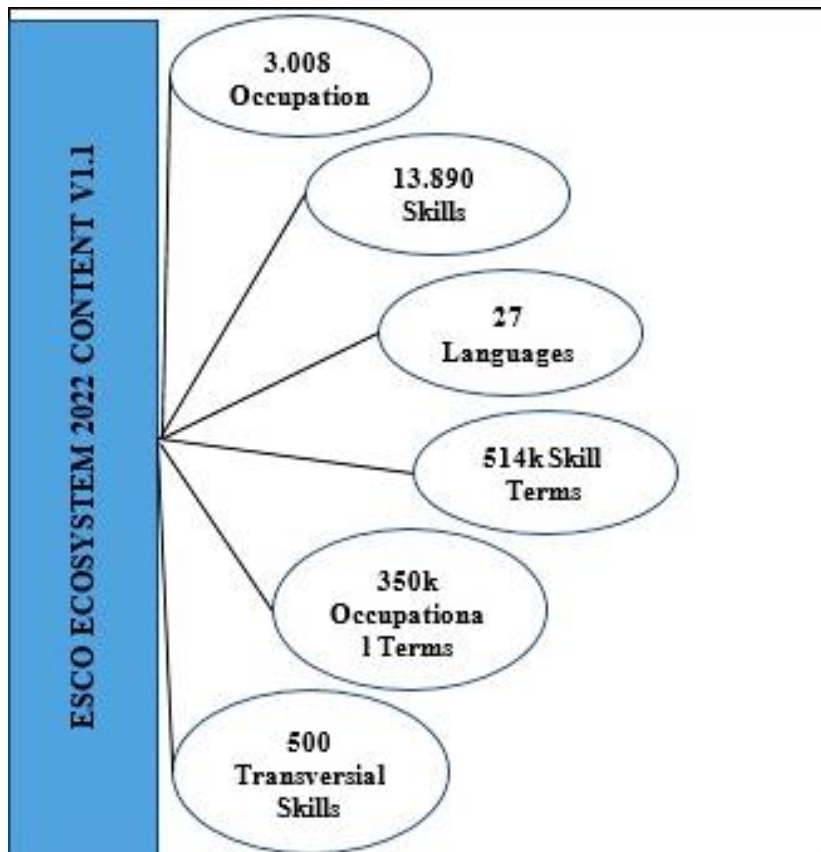 ESCO ECOSYSTEM 2022 CONTENT V1.1
3.008
Occupation
13.890
Skills
27
Languages
514k Skill
Terms
350k
Occupationa
l Terms
500
Transversial
Skills